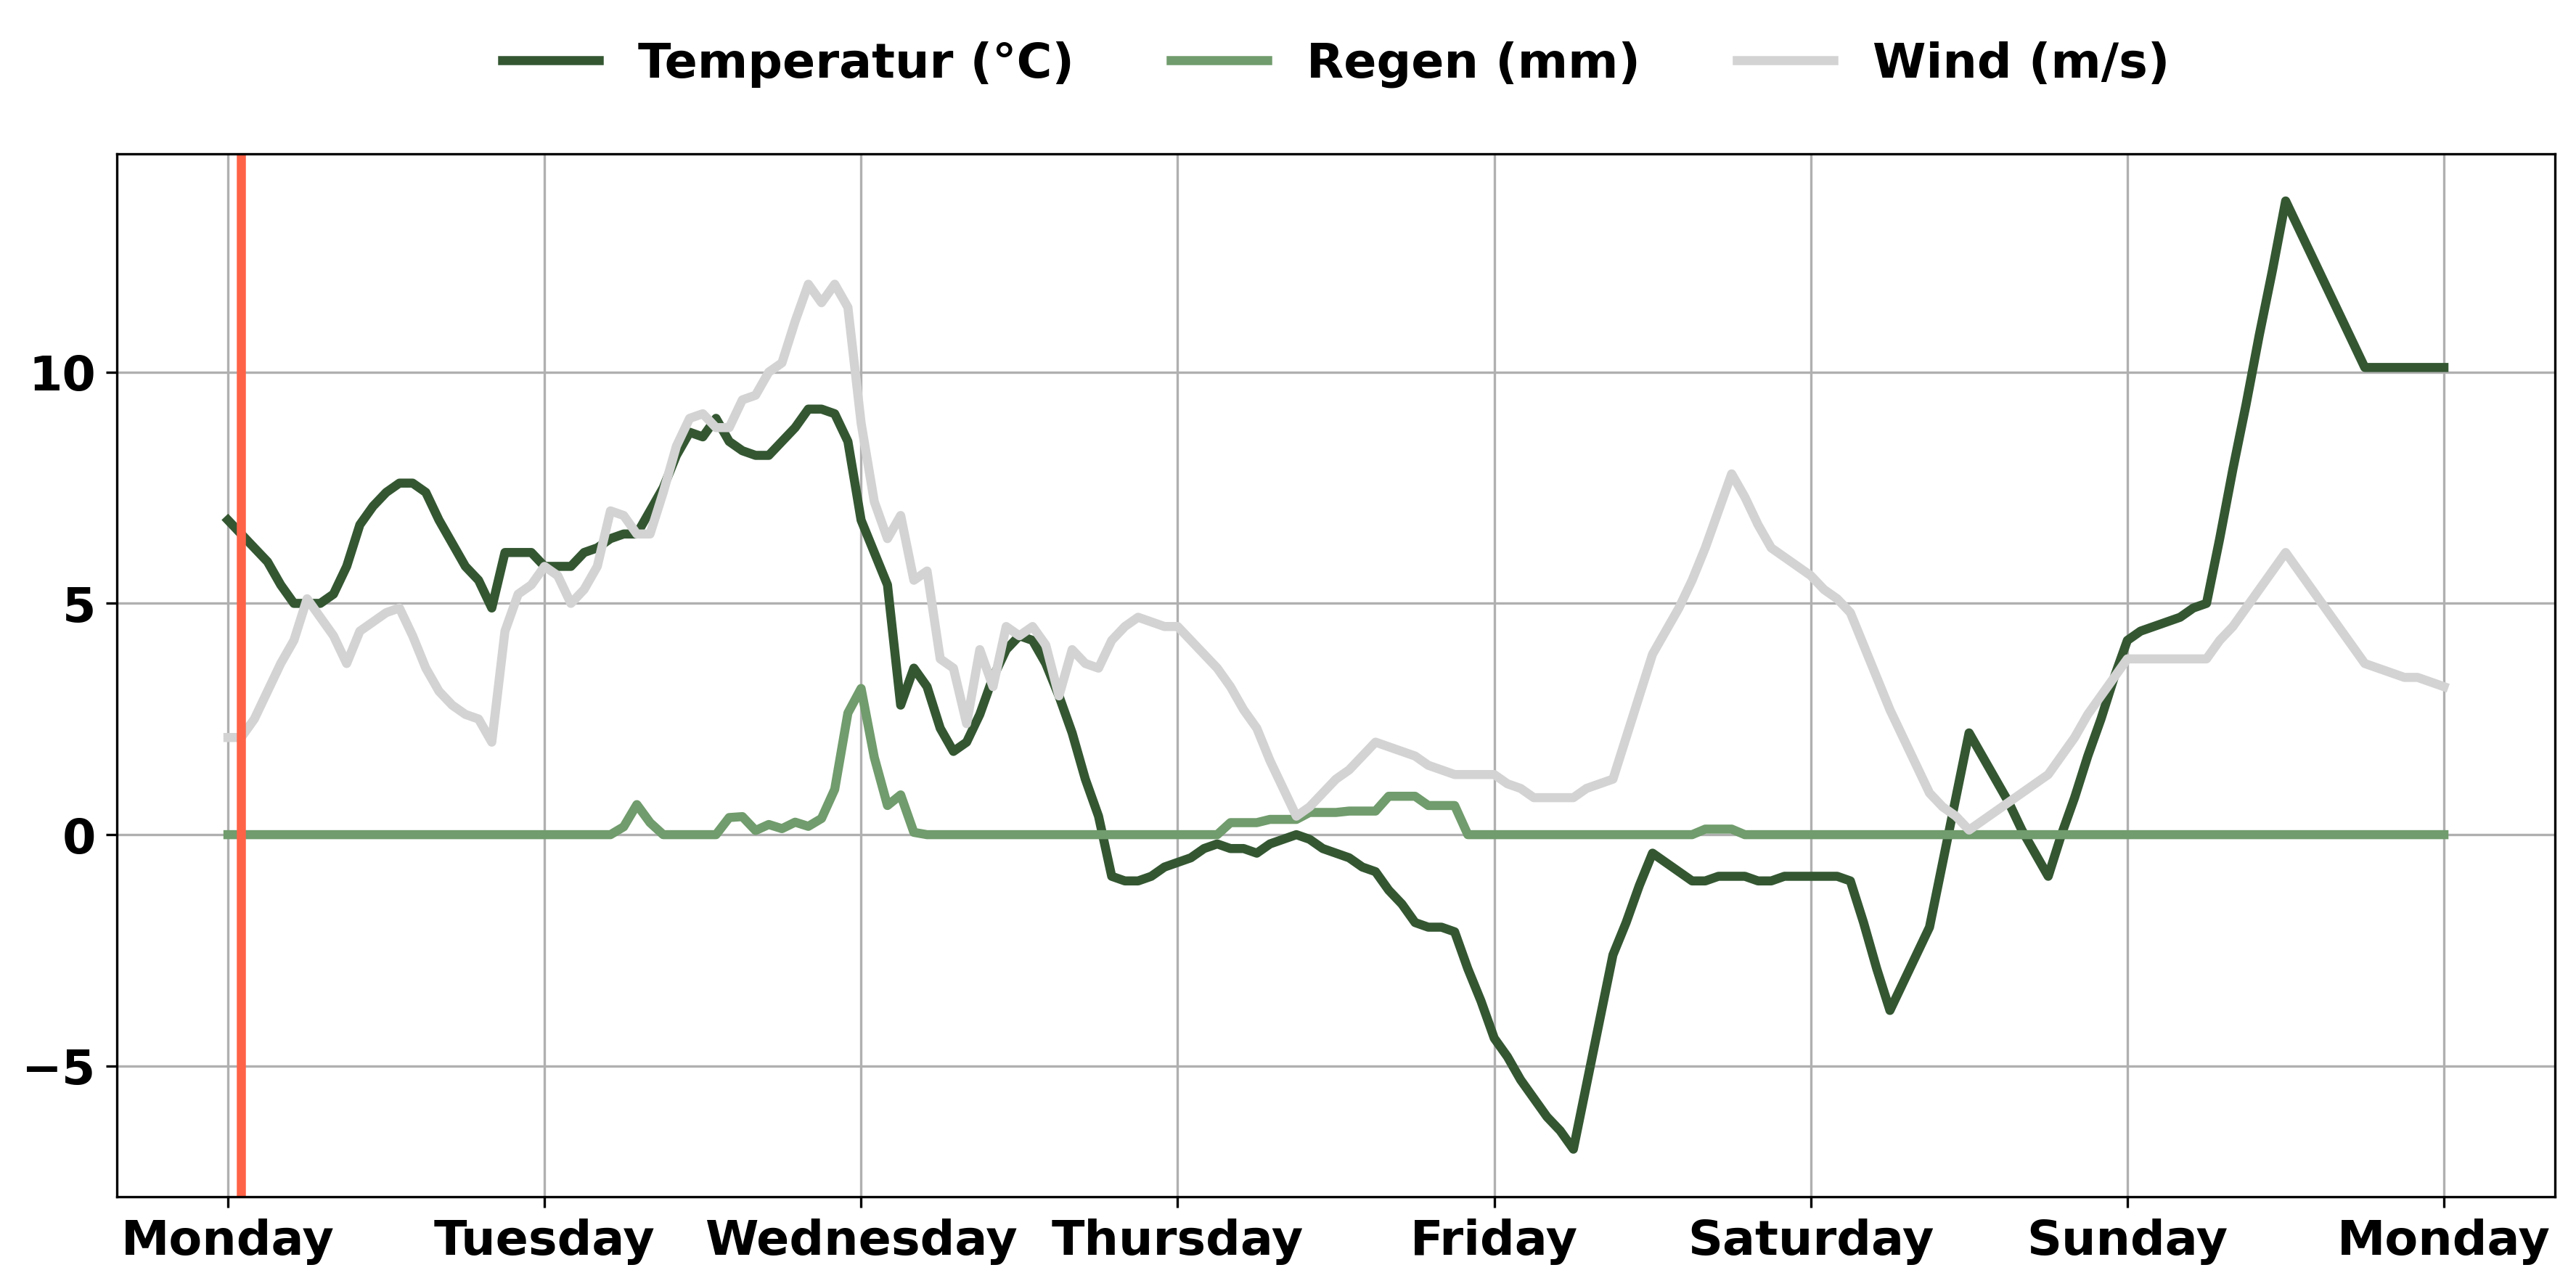 Temperatur (°C) Regen (mm) Wind (m/s)
10
5
0
−5
Monday Tuesday Wednesday Thursday Friday Saturday Sunday Monday